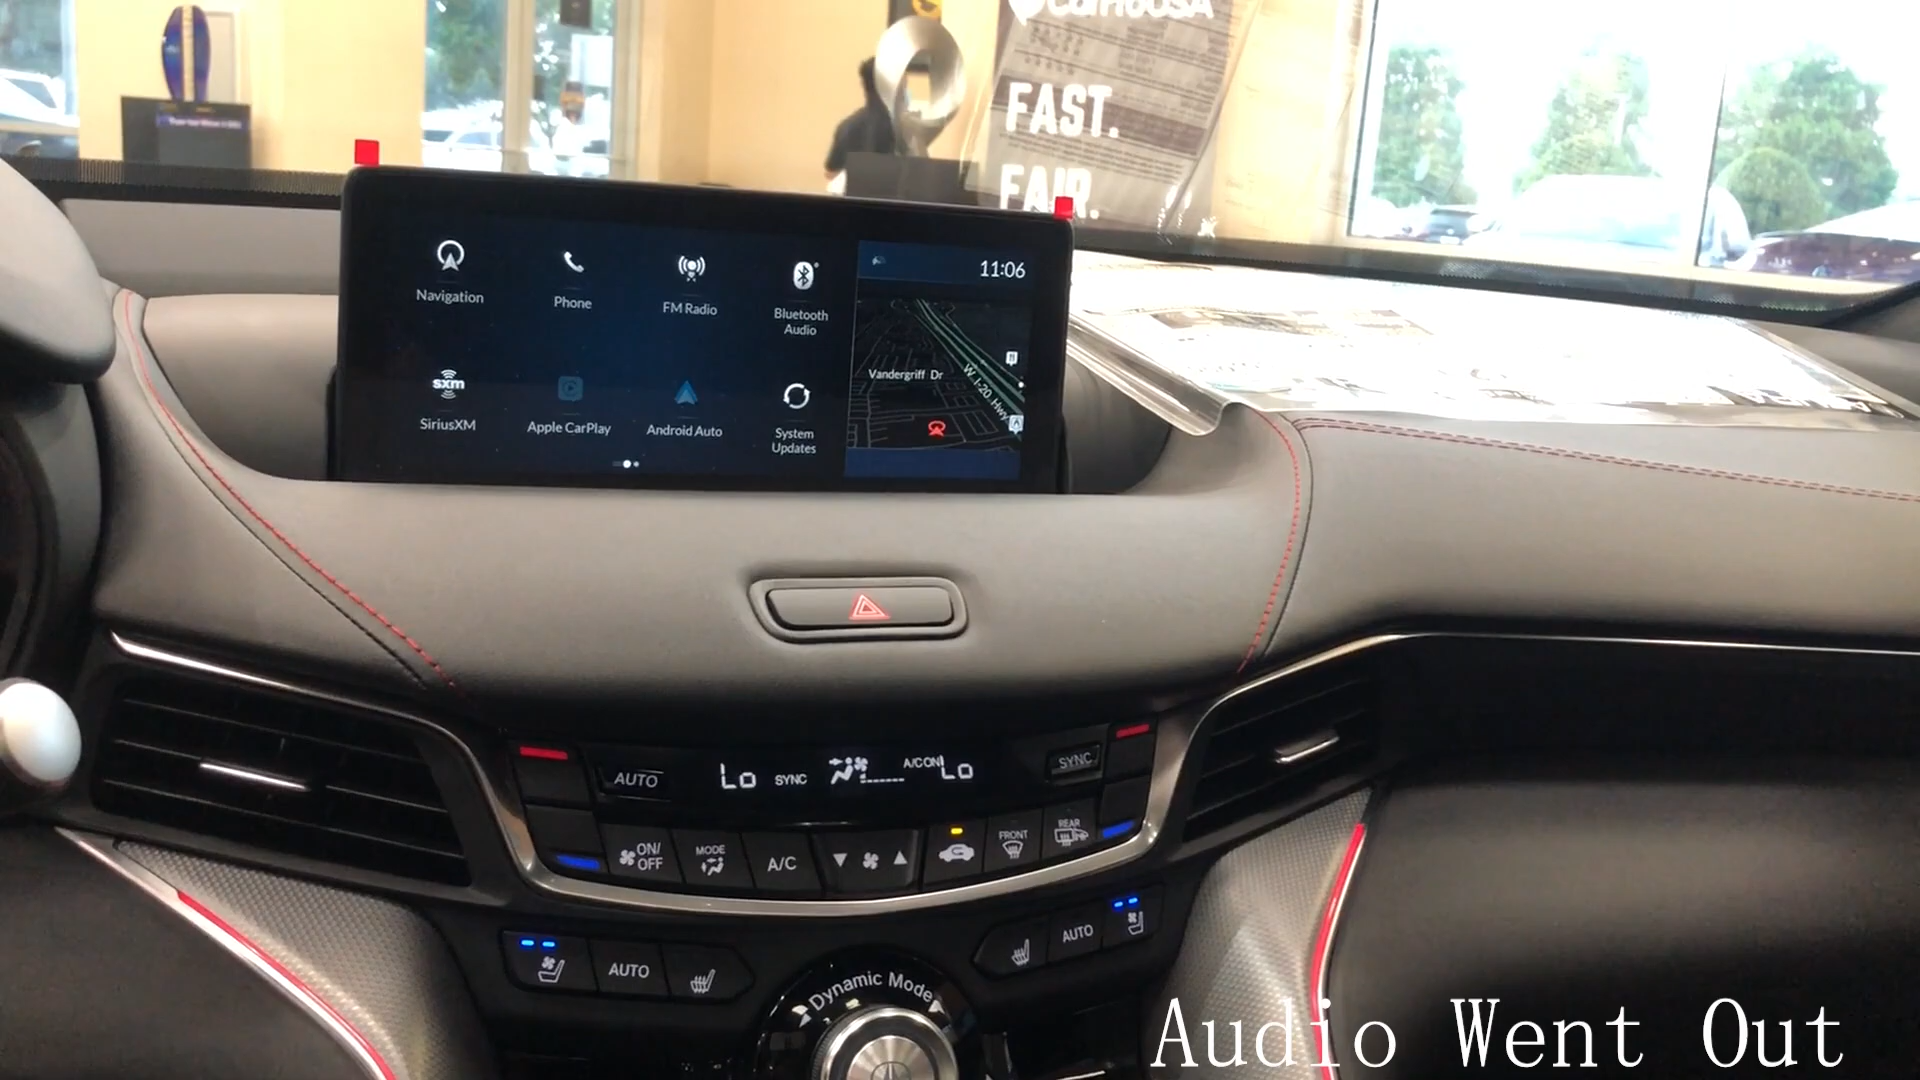 CarMoUSA
FAST.
FAIR.
11:06
Navigation
Phone
FM Radio
Bluetooth
Audio
Vandergriff Dr
W. I-20 Hwy
sxm
SiriusXM
Apple CarPlay
Android Auto
System
Updates
AUTO
Lo
SYNC
A/C ON
Lo
SYNC
ON/
OFF
MODE
A/C
FRONT
REAR
AUTO
AUTO
Dynamic Mode
Audio Went Out